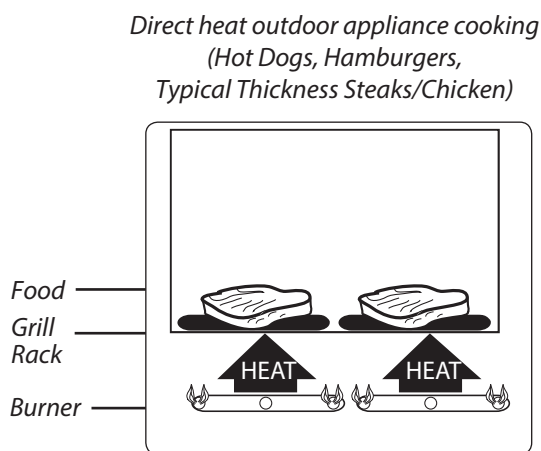 Direct heat outdoor appliance cooking
(Hot Dogs, Hamburgers,
Typical Thickness Steaks/Chicken)
Food
Grill
Rack
HEAT HEAT
Burner